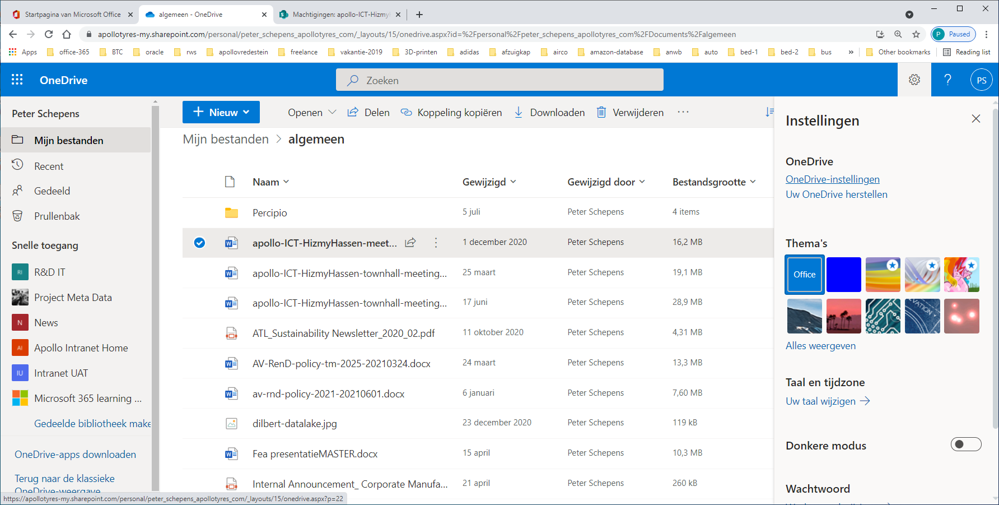 Startpagina van Microsoft Office
algemeen - OneDrive
Machtigingen: apollo-ICT-HizmyH
apollotyres-my.sharepoint.com/personal/peter_schepens_apollotyres_com/_layouts/15/onedrive.aspx?id=%2Fpersonal%2Fpeter_schepens_apollotyres_com%2FDocuments%2Falgemeen
P Paused
Apps office-365 BTC oracle rws apollovredestein freelance vakantie-2019 3D-printen adidas afzuigkap airco amazon-database anwb auto bed-1 bed-2 bus » Other bookmarks Reading list
OneDrive
Zoeken
?
PS
Peter Schepens
Mijn bestanden
Recent
Gedeeld
Prullenbak
Snelle toegang
RI R&D IT
Project Meta Data
N News
AI Apollo Intranet Home
IU Intranet UAT
Microsoft 365 learning ...
Gedeelde bibliotheek make
OneDrive-apps downloaden
Terug naar de klassieke
OneDrive-weergave
https://apollotyres-my.sharepoint.com/personal/peter_schepens_apollotyres_com/_layouts/15/onedrive.aspx?p=22
+ Nieuw Openen Delen Koppeling kopiëren Downloaden Verwijderen ...
Mijn bestanden > algemeen
Naam Gewijzigd Gewijzigd door Bestandsgrootte
Percipio 5 juli Peter Schepens 4 items
apollo-ICT-HizmyHassen-meet... 1 december 2020 Peter Schepens 16,2 MB
apollo-ICT-HizmyHassen-townhall-meeting... 25 maart Peter Schepens 19,1 MB
apollo-ICT-HizmyHassen-townhall-meeting... 17 juni Peter Schepens 28,9 MB
ATL_Sustainability Newsletter_2020_02.pdf 11 oktober 2020 Peter Schepens 4,31 MB
AV-RenD-policy-tm-2025-20210324.docx 24 maart Peter Schepens 13,3 MB
av-rnd-policy-2021-20210601.docx 6 januari Peter Schepens 7,60 MB
dilbert-datalake.jpg 23 december 2020 Peter Schepens 119 kB
Fea presentatieMASTER.docx 15 april Peter Schepens 10,3 MB
Internal Announcement_ Corporate Manufa... 21 april Peter Schepens 260 kB
Instellingen
OneDrive
OneDrive-instellingen
Uw OneDrive herstellen
Thema's
Office
Alles weergeven
Taal en tijdzone
Uw taal wijzigen
Donkere modus
Wachtwoord